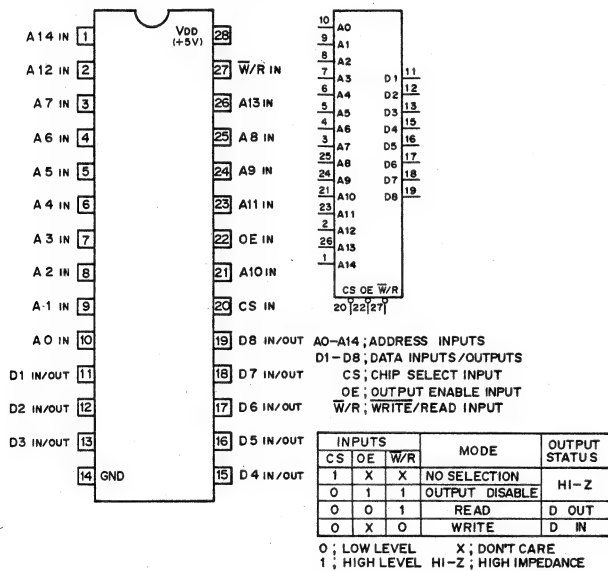 A14 IN 1
A12 IN 2
A7 IN 3
A6 IN 4
A5 IN 5
A4 IN 6
A3 IN 7
A2 IN 8
A-1 IN 9
A0 IN 10
D1 IN/OUT 11
D2 IN/OUT 12
D3 IN/OUT 13
14 GND
VDD
(+5V)
28
27 W̅/R IN
26 A13 IN
25 A8 IN
24 A9 IN
23 A11 IN
22 OE IN
21 A10 IN
20 CS IN
19 D8 IN/OUT
18 D7 IN/OUT
17 D6 IN/OUT
16 D5 IN/OUT
15 D4 IN/OUT
10 A0
9 A1
8 A2
7 A3
6 A4
5 A5
4 A6
3 A7
25 A8
24 A9
21 A10
23 A11
2 A12
26 A13
1 A14
D1 11
D2 12
D3 13
D4 15
D5 16
D6 17
D7 18
D8 19
CS OE W̅/R
20 22 27
A0-A14; ADDRESS INPUTS
D1-D8; DATA INPUTS/OUTPUTS
CS; CHIP SELECT INPUT
OE; OUTPUT ENABLE INPUT
W̅/R; W̅R̅I̅T̅E̅/READ INPUT
INPUTS MODE OUTPUT STATUS
CS OE W̅/R
1 X X NO SELECTION HI-Z
0 1 1 OUTPUT DISABLE
0 0 1 READ D OUT
0 X 0 WRITE D IN
0; LOW LEVEL X; DON'T CARE
1; HIGH LEVEL HI-Z; HIGH IMPEDANCE